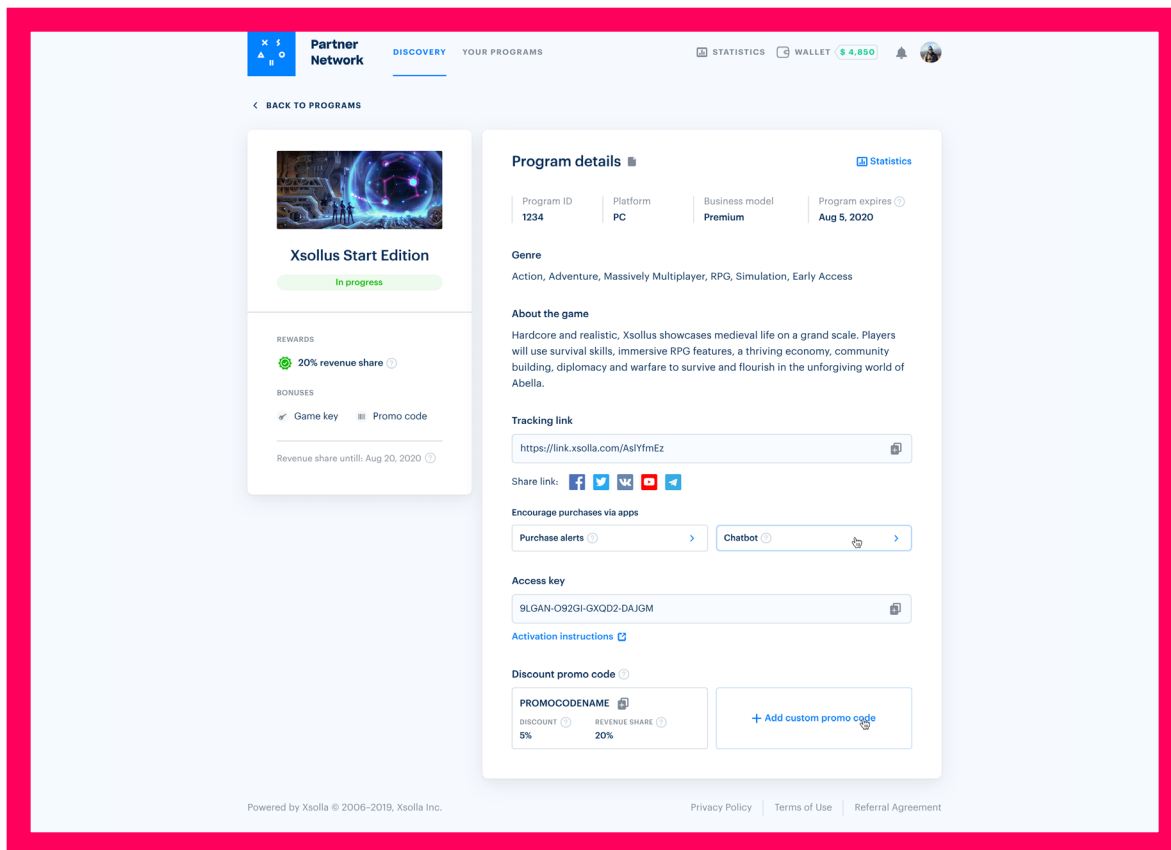 X S
O
Partner
Network
DISCOVERY
YOUR PROGRAMS
STATISTICS
WALLET
$ 4,850
BACK TO PROGRAMS
Xsollus Start Edition
In progress
REWARDS
20% revenue share ?
BONUSES
Game key
Promo code
Revenue share untill: Aug 20, 2020 ?
Program details
Statistics
Program ID
1234
Platform
PC
Business model
Premium
Program expires ?
Aug 5, 2020
Genre
Action, Adventure, Massively Multiplayer, RPG, Simulation, Early Access
About the game
Hardcore and realistic, Xsollus showcases medieval life on a grand scale. Players
will use survival skills, immersive RPG features, a thriving economy, community
building, diplomacy and warfare to survive and flourish in the unforgiving world of
Abella.
Tracking link
https://link.xsolla.com/AslYfmEz
Share link:
Encourage purchases via apps
Purchase alerts ?
Chatbot ?
Access key
9LGAN-O92GI-GXQD2-DAJGM
Activation instructions
Discount promo code ?
PROMOCODENAME
DISCOUNT ?
5%
REVENUE SHARE ?
20%
+ Add custom promo code
Powered by Xsolla © 2006–2019, Xsolla Inc.
Privacy Policy
Terms of Use
Referral Agreement